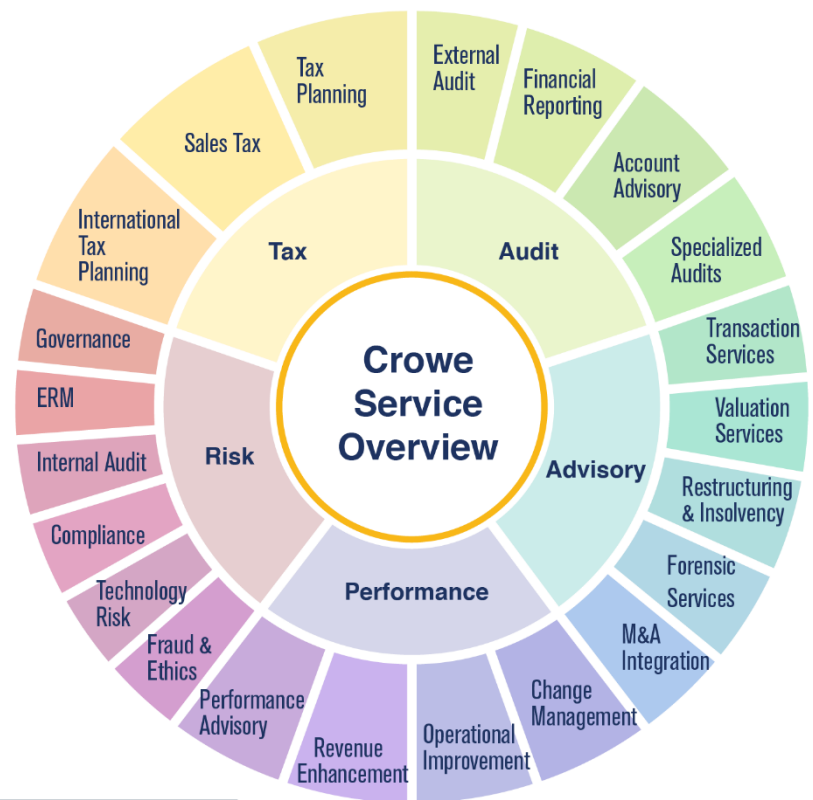 Crowe
Service
Overview
Tax
Audit
Advisory
Performance
Risk
External
Audit
Financial
Reporting
Account
Advisory
Specialized
Audits
Transaction
Services
Valuation
Services
Restructuring
& Insolvency
Forensic
Services
M&A
Integration
Change
Management
Operational
Improvement
Revenue
Enhancement
Performance
Advisory
Fraud &
Ethics
Technology
Risk
Compliance
Internal Audit
ERM
Governance
International
Tax
Planning
Sales Tax
Tax
Planning